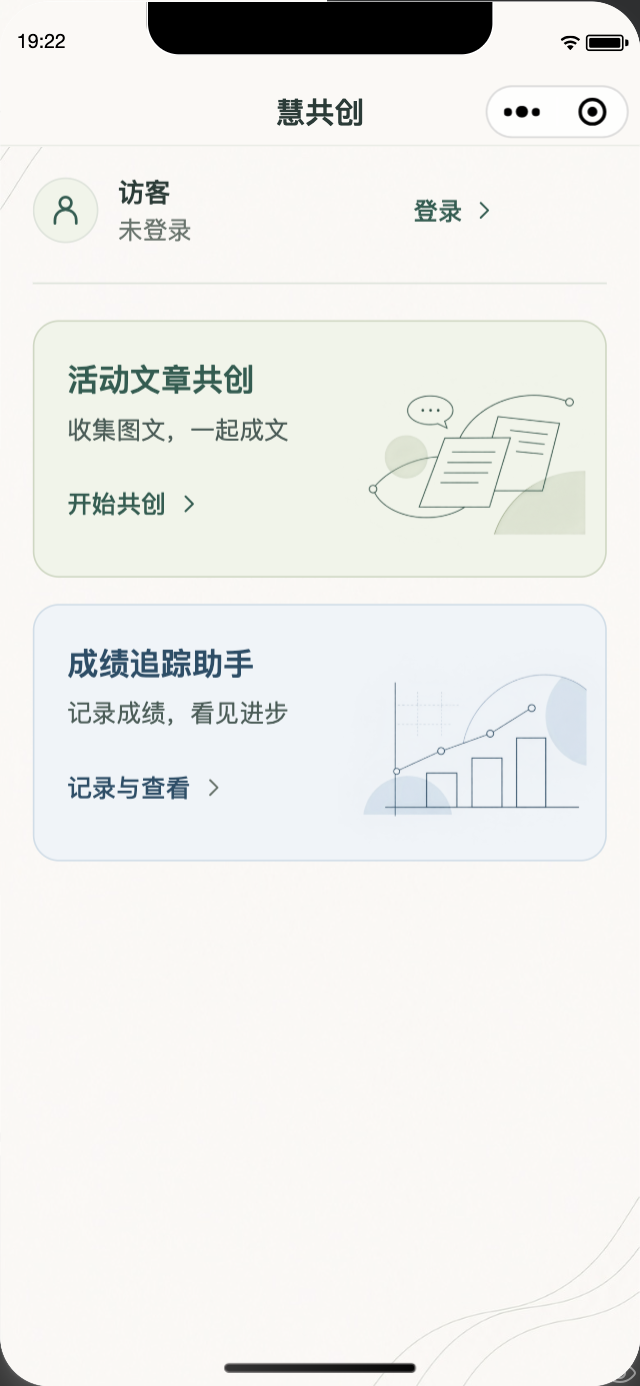 19:22
慧共创
访客
未登录
登录
活动文章共创
收集图文，一起成文
开始共创
成绩追踪助手
记录成绩，看见进步
记录与查看